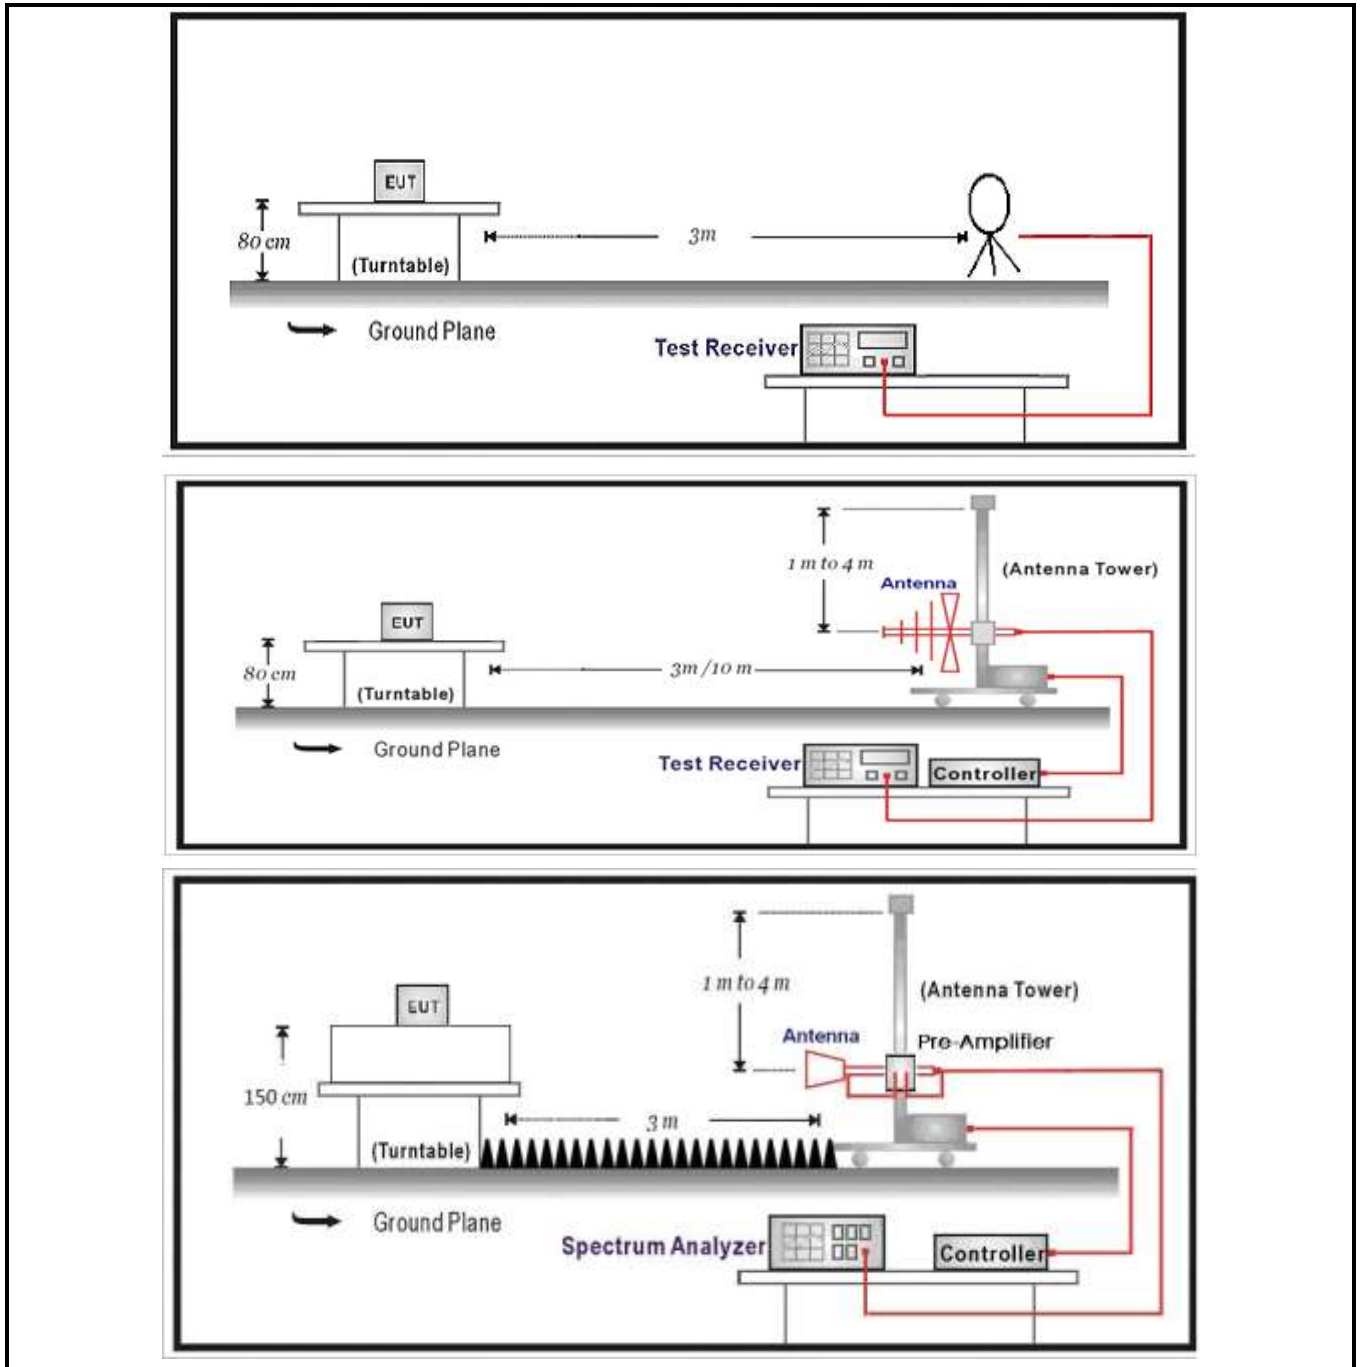 EUT
80 cm
3m
(Turntable)
Ground Plane
Test Receiver
1 m to 4 m
(Antenna Tower)
Antenna
EUT
80 cm
3m /10 m
(Turntable)
Ground Plane
Test Receiver
Controller
1 m to 4 m
(Antenna Tower)
EUT
Antenna
Pre-Amplifier
150 cm
3 m
(Turntable)
Ground Plane
Spectrum Analyzer
Controller